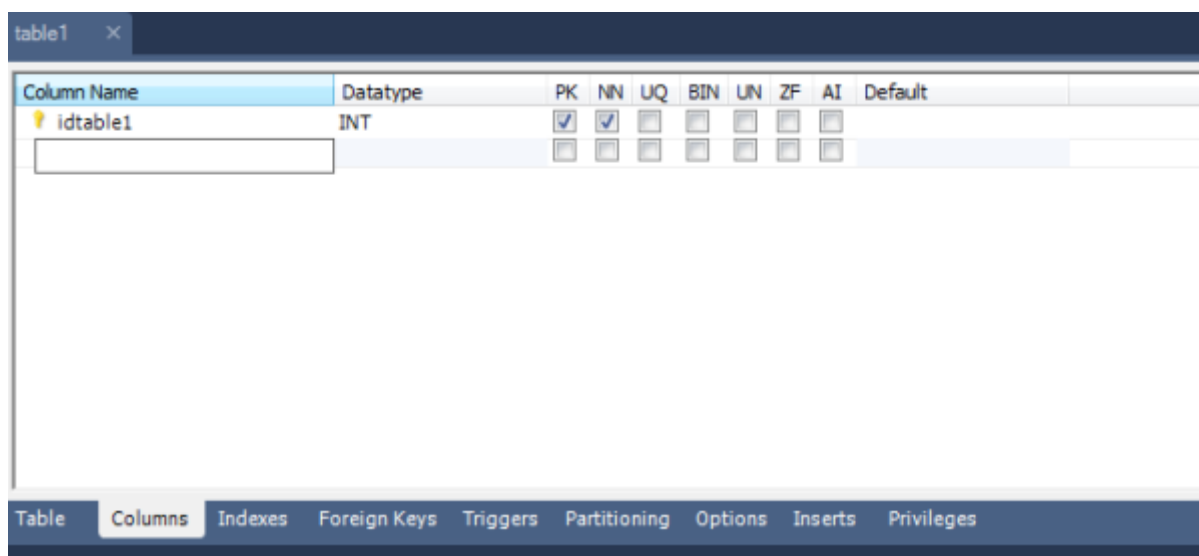 table1 ×
Column Name Datatype PK NN UQ BIN UN ZF AI Default
idtable1 INT
Table Columns Indexes Foreign Keys Triggers Partitioning Options Inserts Privileges